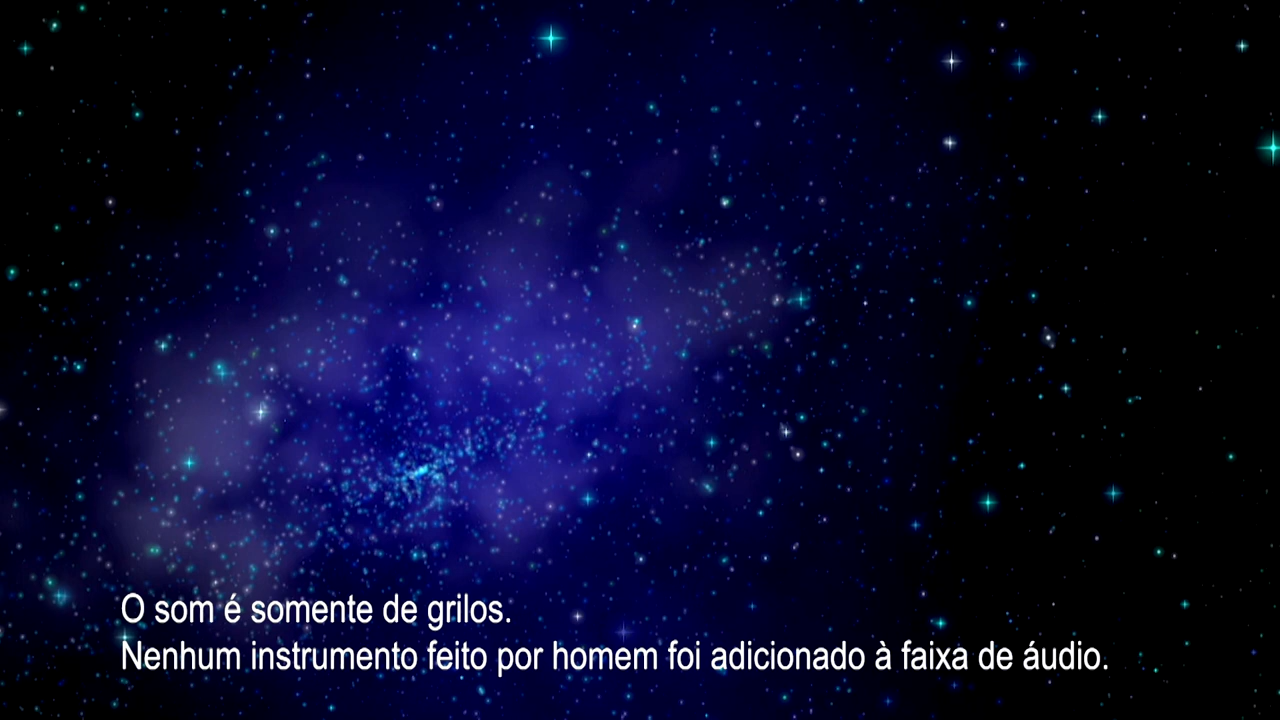 O som é somente de grilos.
Nenhum instrumento feito por homem foi adicionado à faixa de áudio.